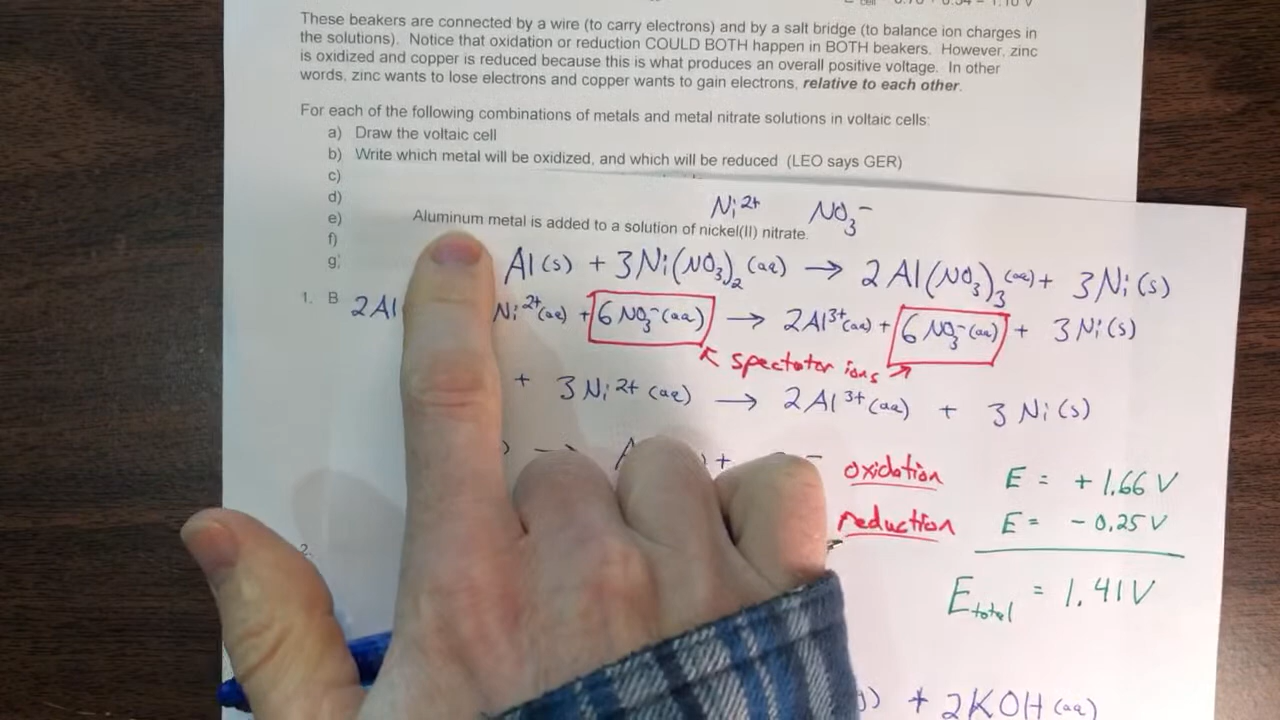 These beakers are connected by a wire (to carry electrons) and by a salt bridge (to balance ion charges in
the solutions). Notice that oxidation or reduction COULD BOTH happen in BOTH beakers. However, zinc
is oxidized and copper is reduced because this is what produces an overall positive voltage. In other
words, zinc wants to lose electrons and copper wants to gain electrons, relative to each other.
For each of the following combinations of metals and metal nitrate solutions in voltaic cells:
a) Draw the voltaic cell
b) Write which metal will be oxidized, and which will be reduced (LEO says GER)
c)
d)
e)
f)
g)
1. B
Ni²⁺ NO₃⁻
Aluminum metal is added to a solution of nickel(II) nitrate.
Al(s) + 3Ni(NO₃)₂(aq) → 2Al(NO₃)₃(aq) + 3Ni(s)
2Al Ni²⁺(aq) + 6NO₃⁻(aq) → 2Al³⁺(aq) + 6NO₃⁻(aq) + 3Ni(s)
spectator ions
+ 3Ni²⁺(aq) → 2Al³⁺(aq) + 3Ni(s)
→ + oxidation E = +1.66 V
reduction E = -0.25 V
Etotal = 1.41 V
+ 2KOH(aq)